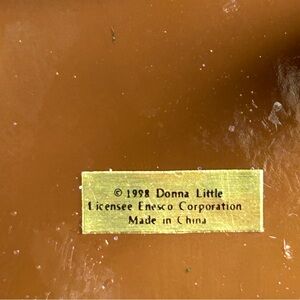 © 1998 Donna Little
Licensee Enesco Corporation
Made in China